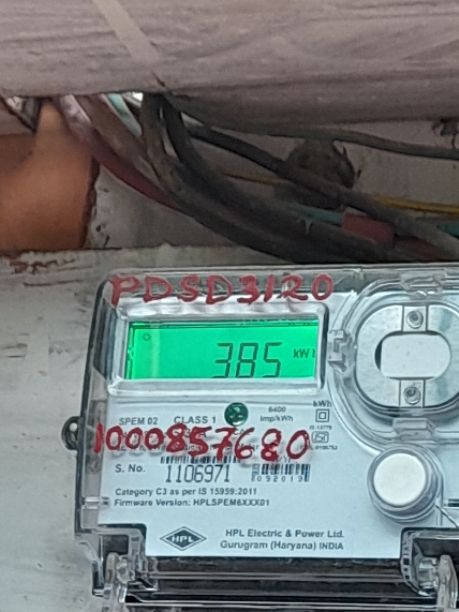 PDSD3120
385 kWh
SPEM 02 CLASS 1 6400 imp/kWh kWh
1000857680
S. No. 1106971 092019
Category C3 as per IS 15959:2011
Firmware Version: HPLSPEM6XXX01
HPL
HPL Electric & Power Ltd.
Gurugram (Haryana) INDIA